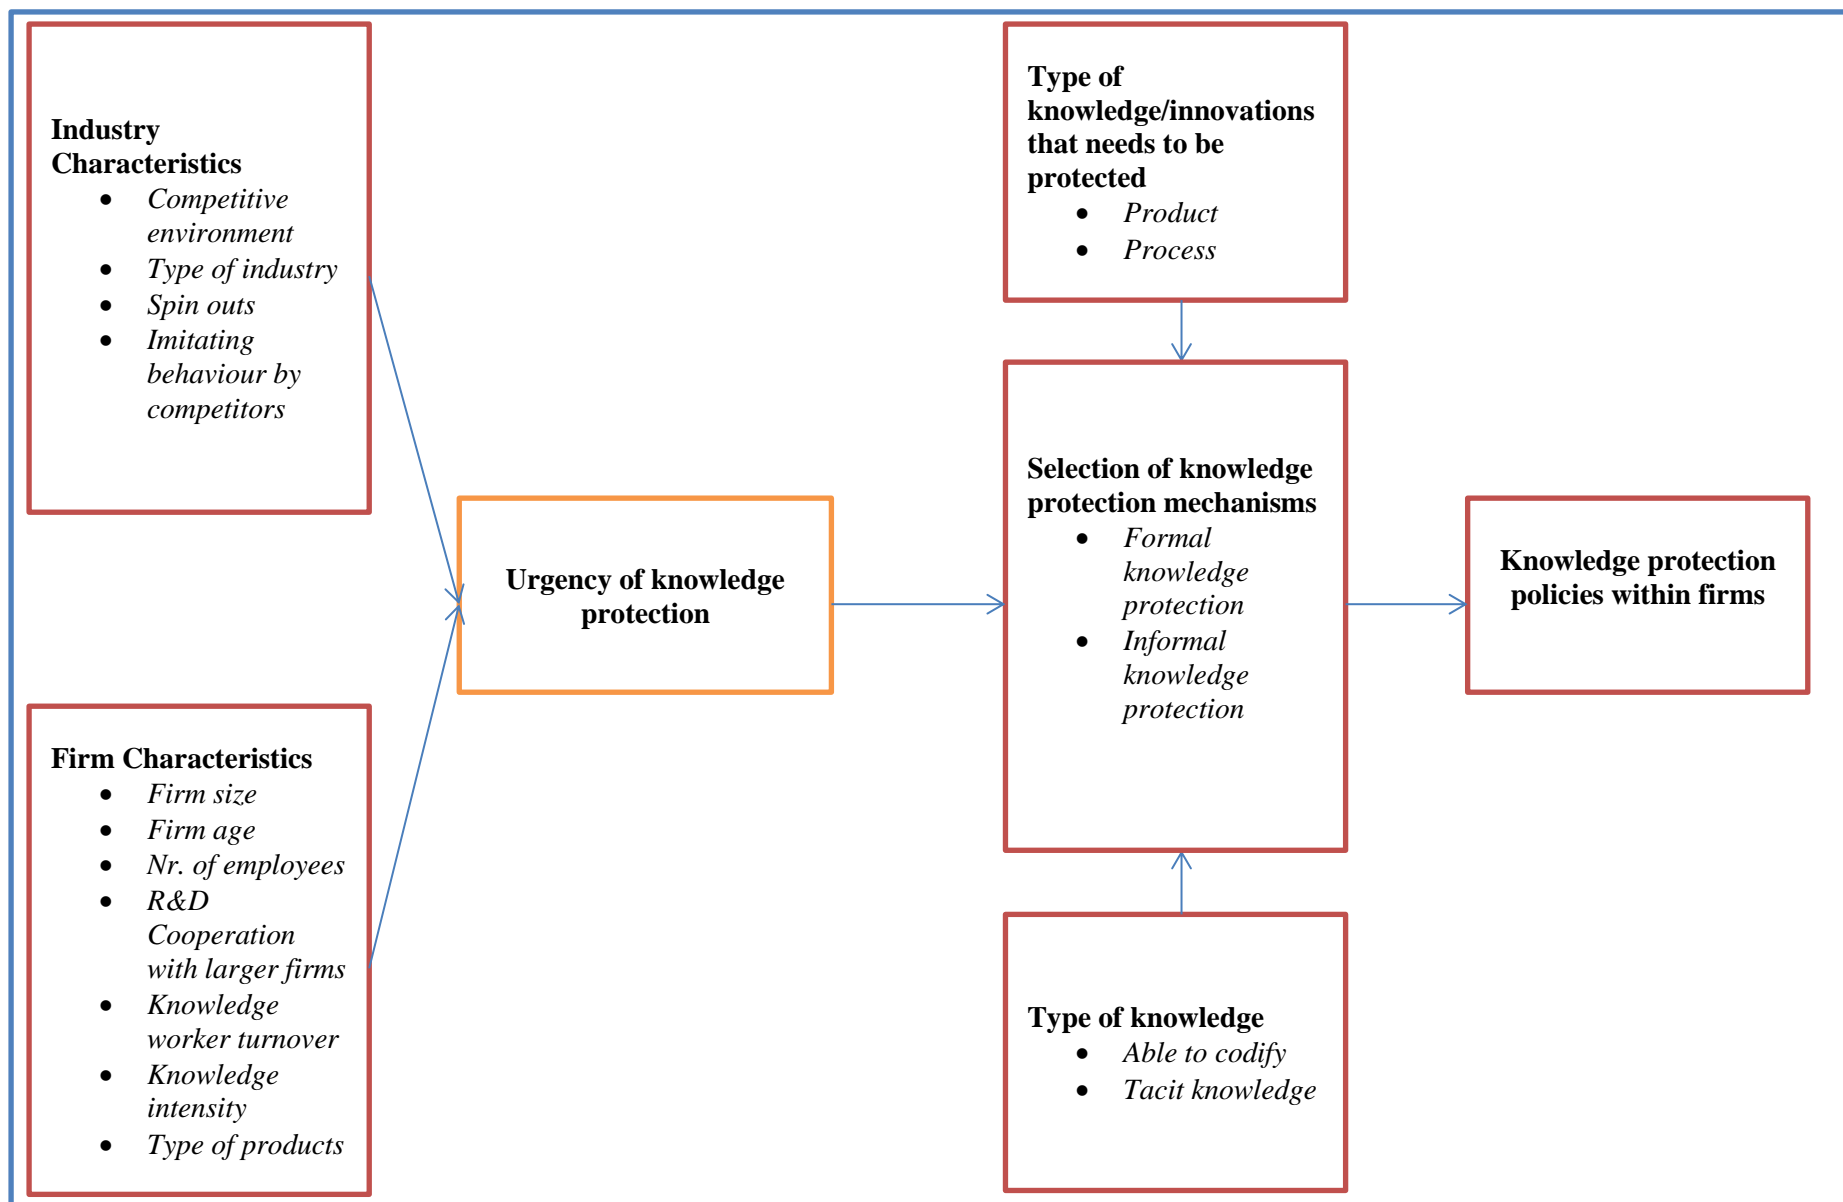 Industry
Characteristics
• Competitive
environment
• Type of industry
• Spin outs
• Imitating
behaviour by
competitors
Firm Characteristics
• Firm size
• Firm age
• Nr. of employees
• R&D
Cooperation
with larger firms
• Knowledge
worker turnover
• Knowledge
intensity
• Type of products
Urgency of knowledge
protection
Type of
knowledge/innovations
that needs to be
protected
• Product
• Process
Selection of knowledge
protection mechanisms
• Formal
knowledge
protection
• Informal
knowledge
protection
Type of knowledge
• Able to codify
• Tacit knowledge
Knowledge protection
policies within firms